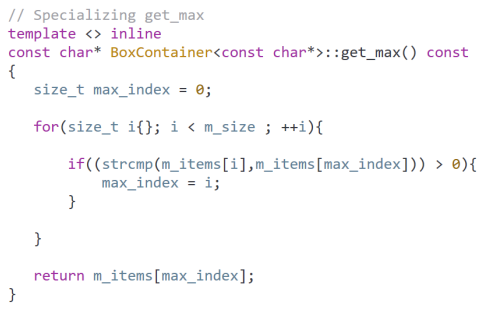 // Specializing get_max
template <> inline
const char* BoxContainer<const char*>::get_max() const
{
size_t max_index = 0;
for(size_t i{}; i < m_size ; ++i){
if((strcmp(m_items[i],m_items[max_index])) > 0){
max_index = i;
}
}
return m_items[max_index];
}